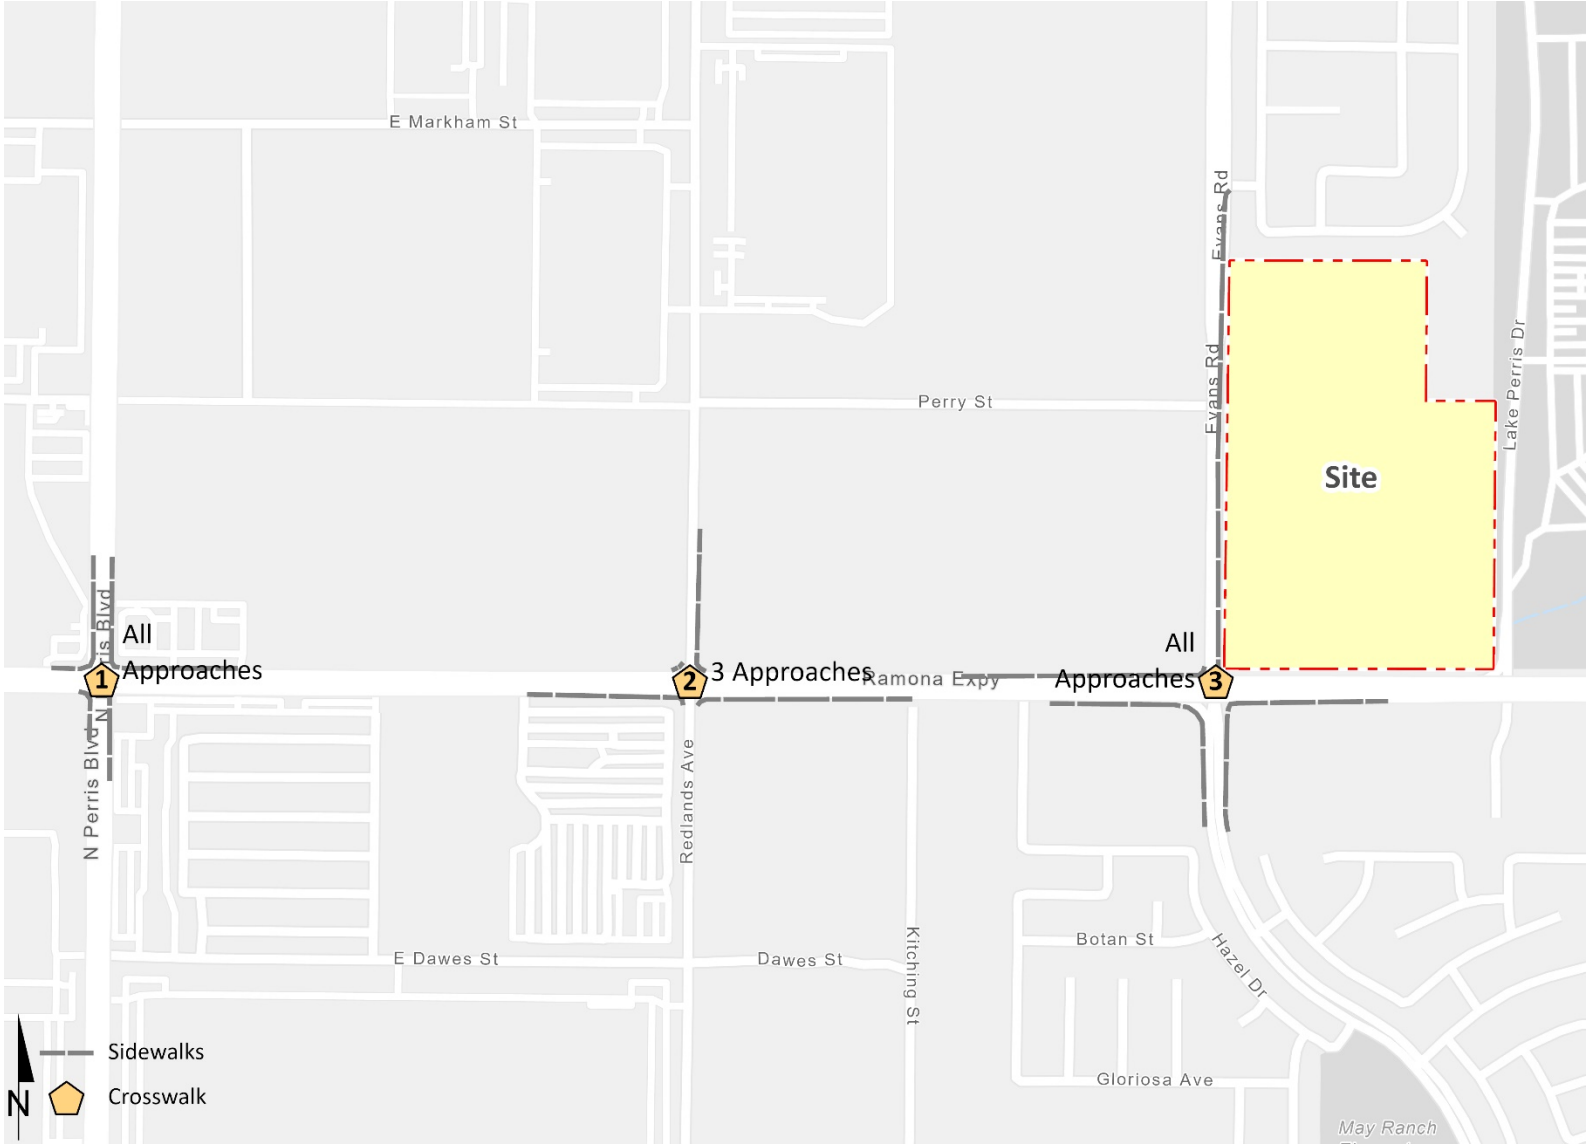 E Markham St
Evans Rd
Evans Rd
Lake Perris Dr
Perry St
Site
ris Blvd
All
Approaches
1
N
2
3 Approaches
Ramona Expy
All
Approaches
3
N Perris Blvd
Redlands Ave
Kitching St
E Dawes St
Dawes St
Botan St
Hazel Dr
Gloriosa Ave
May Ranch
Sidewalks
Crosswalk
N